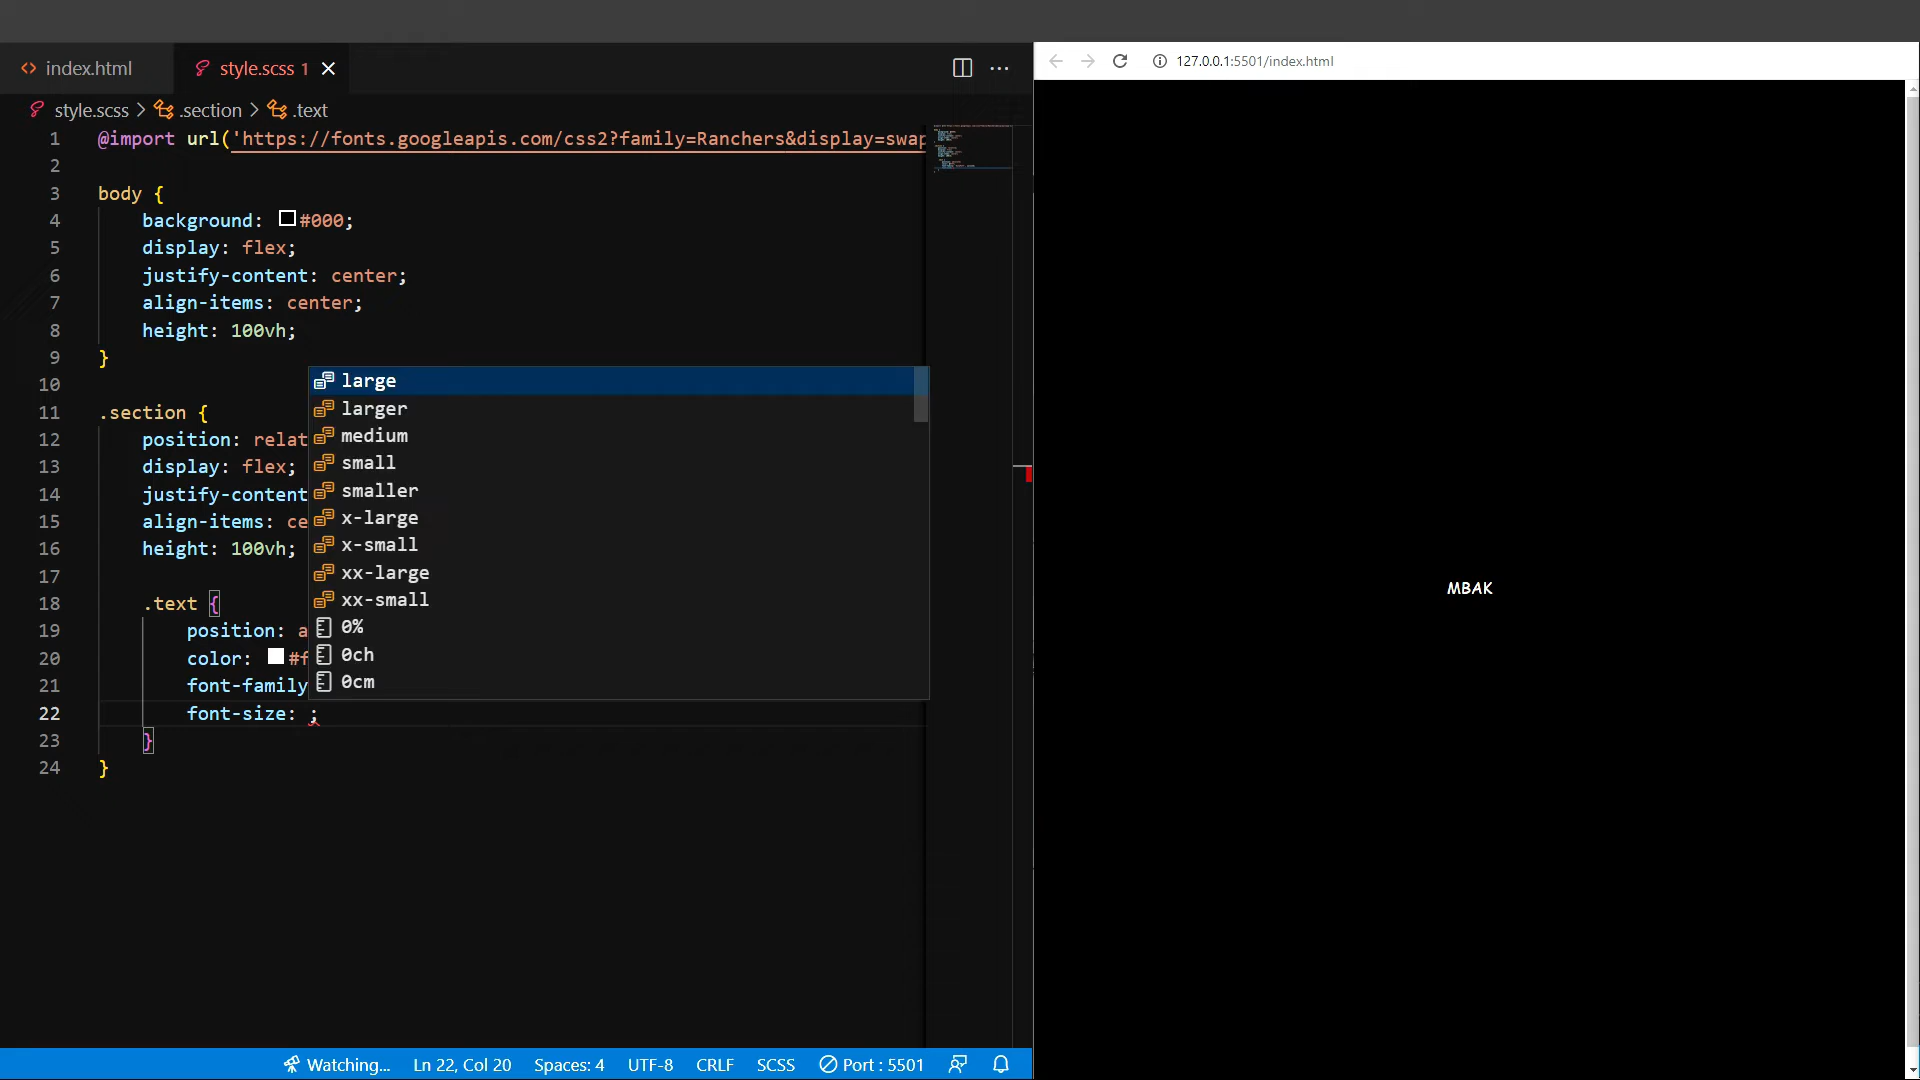 index.html
style.scss 1
127.0.0.1:5501/index.html
style.scss > .section > .text
1 @import url('https://fonts.googleapis.com/css2?family=Ranchers&display=swap
2
3 body {
4 background: #000;
5 display: flex;
6 justify-content: center;
7 align-items: center;
8 height: 100vh;
9 }
10
11 .section {
12 position: relat
13 display: flex;
14 justify-content
15 align-items: ce
16 height: 100vh;
17
18 .text {
19 position: a
20 color: #f
21 font-family
22 font-size: ;
23 }
24 }
large
larger
medium
small
smaller
x-large
x-small
xx-large
xx-small
0%
0ch
0cm
MBAK
Watching... Ln 22, Col 20 Spaces: 4 UTF-8 CRLF SCSS Port : 5501